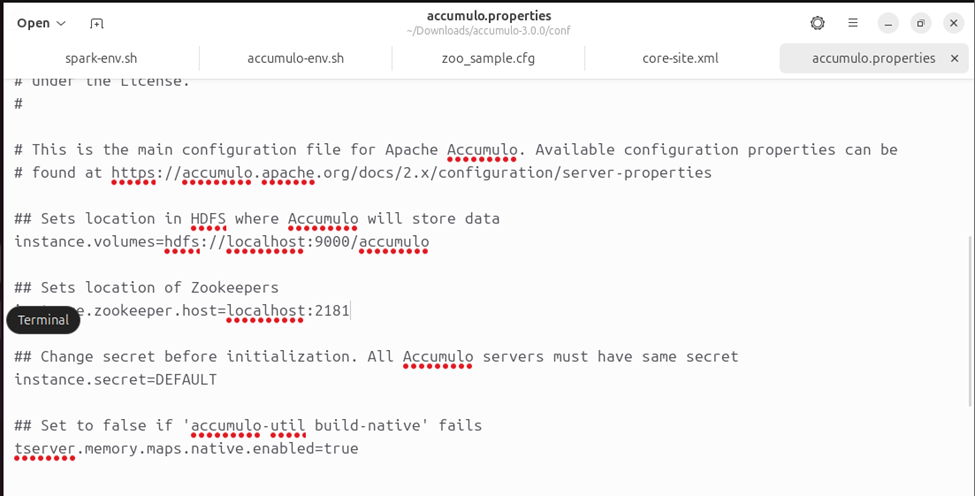 Open
accumulo.properties
~/Downloads/accumulo-3.0.0/conf
spark-env.sh
accumulo-env.sh
zoo_sample.cfg
core-site.xml
accumulo.properties
# under the License.
#
# This is the main configuration file for Apache Accumulo. Available configuration properties can be
# found at https://accumulo.apache.org/docs/2.x/configuration/server-properties
## Sets location in HDFS where Accumulo will store data
instance.volumes=hdfs://localhost:9000/accumulo
## Sets location of Zookeepers
e.zookeeper.host=localhost:2181
Terminal
## Change secret before initialization. All Accumulo servers must have same secret
instance.secret=DEFAULT
## Set to false if 'accumulo-util build-native' fails
tserver.memory.maps.native.enabled=true